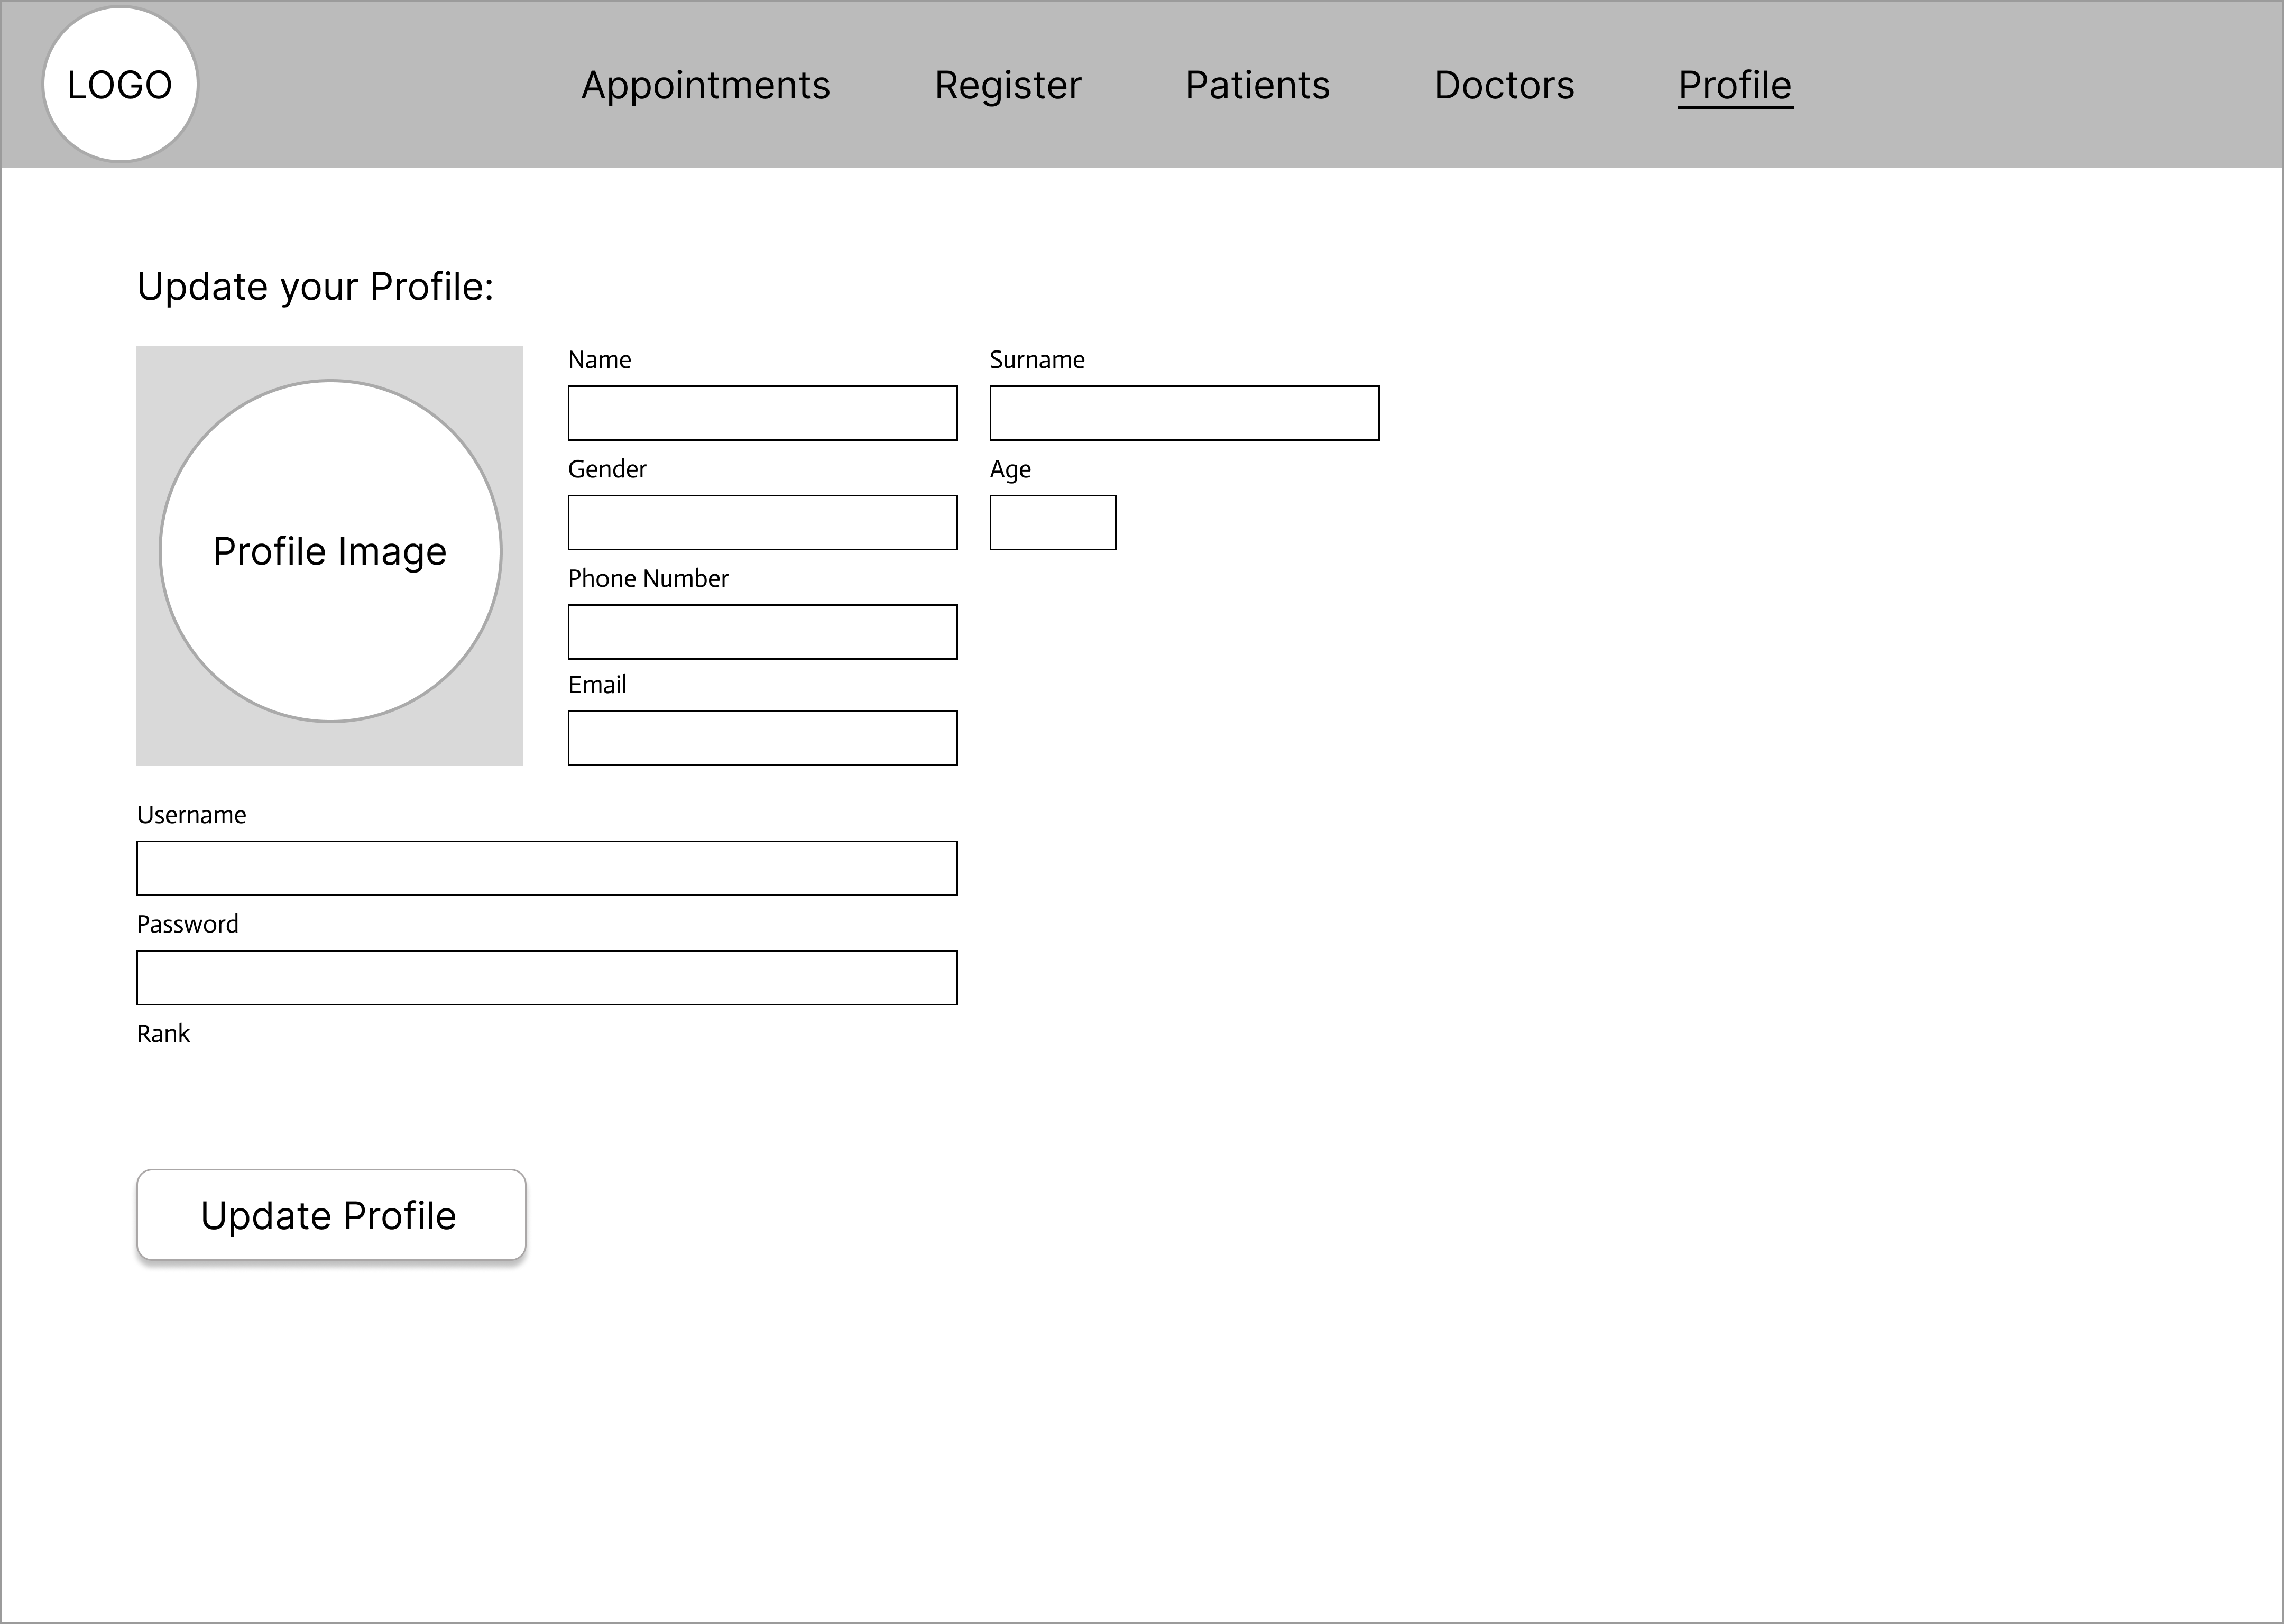 LOGO
Appointments Register Patients Doctors Profile
Update your Profile:
Name Surname
Gender Age
Profile Image
Phone Number
Email
Username
Password
Rank
Update Profile